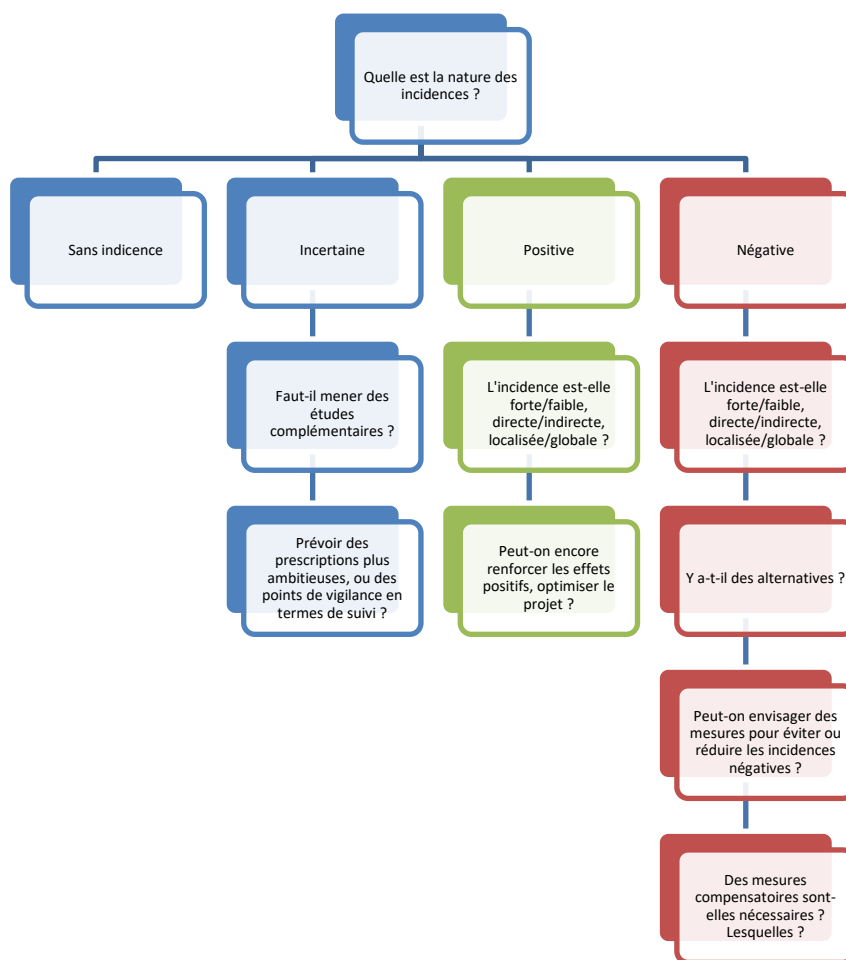 Quelle est la nature des
incidences ?
Sans indicence
Incertaine
Positive
Négative
Faut-il mener des
études
complémentaires ?
L'incidence est-elle
forte/faible,
directe/indirecte,
localisée/globale ?
L'incidence est-elle
forte/faible,
directe/indirecte,
localisée/globale ?
Prévoir des
prescriptions plus
ambitieuses, ou des
points de vigilance en
termes de suivi ?
Peut-on encore
renforcer les effets
positifs, optimiser le
projet ?
Y a-t-il des alternatives ?
Peut-on envisager des
mesures pour éviter ou
réduire les incidences
négatives ?
Des mesures
compensatoires sont-
elles nécessaires ?
Lesquelles ?